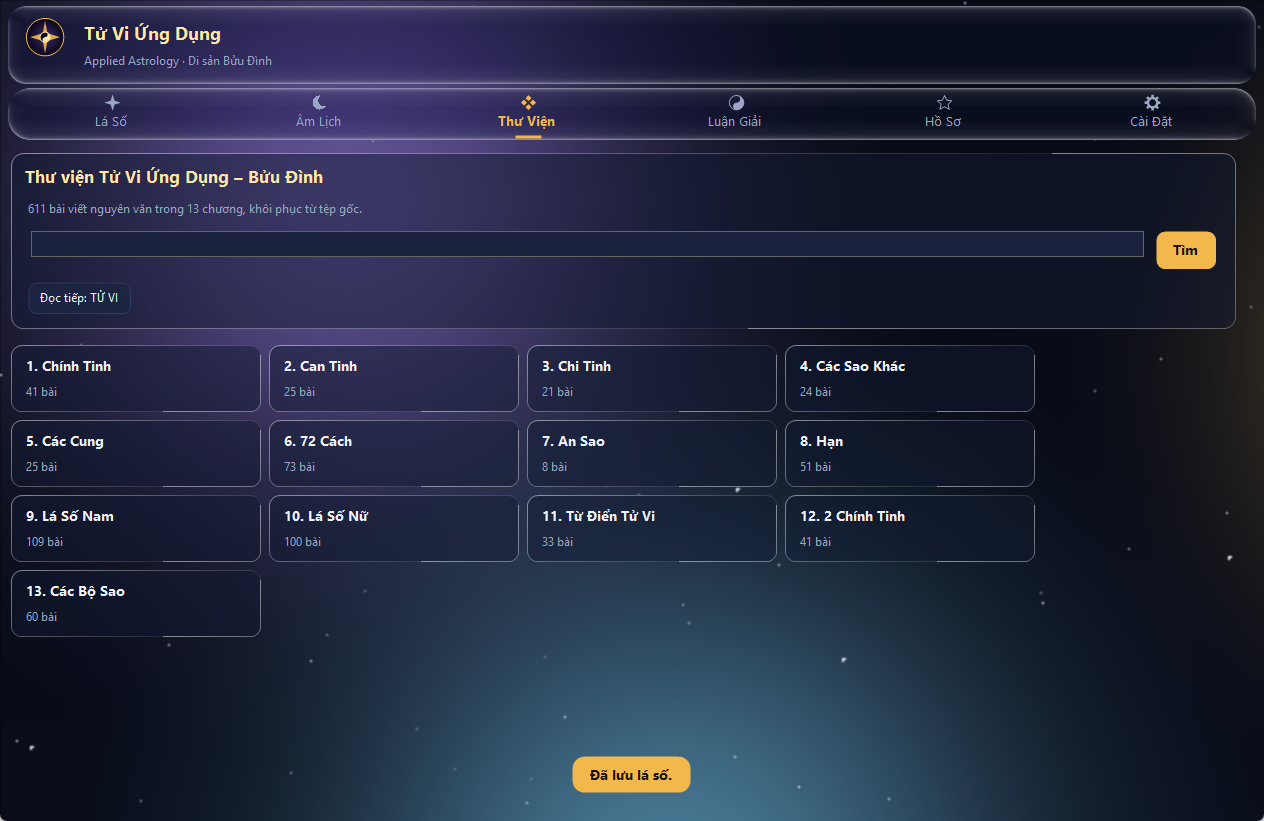 Tử Vi Ứng Dụng
Applied Astrology · Di sản Bửu Đình
Lá Số
Âm Lịch
Thư Viện
Luận Giải
Hồ Sơ
Cài Đặt
Thư viện Tử Vi Ứng Dụng – Bửu Đình
611 bài viết nguyên văn trong 13 chương, khôi phục từ tệp gốc.
Tìm
Đọc tiếp: TỬ VI
1. Chính Tinh
41 bài
2. Can Tinh
25 bài
3. Chi Tinh
21 bài
4. Các Sao Khác
24 bài
5. Các Cung
25 bài
6. 72 Cách
73 bài
7. An Sao
8 bài
8. Hạn
51 bài
9. Lá Số Nam
109 bài
10. Lá Số Nữ
100 bài
11. Từ Điển Tử Vi
33 bài
12. 2 Chính Tinh
41 bài
13. Các Bộ Sao
60 bài
Đã lưu lá số.